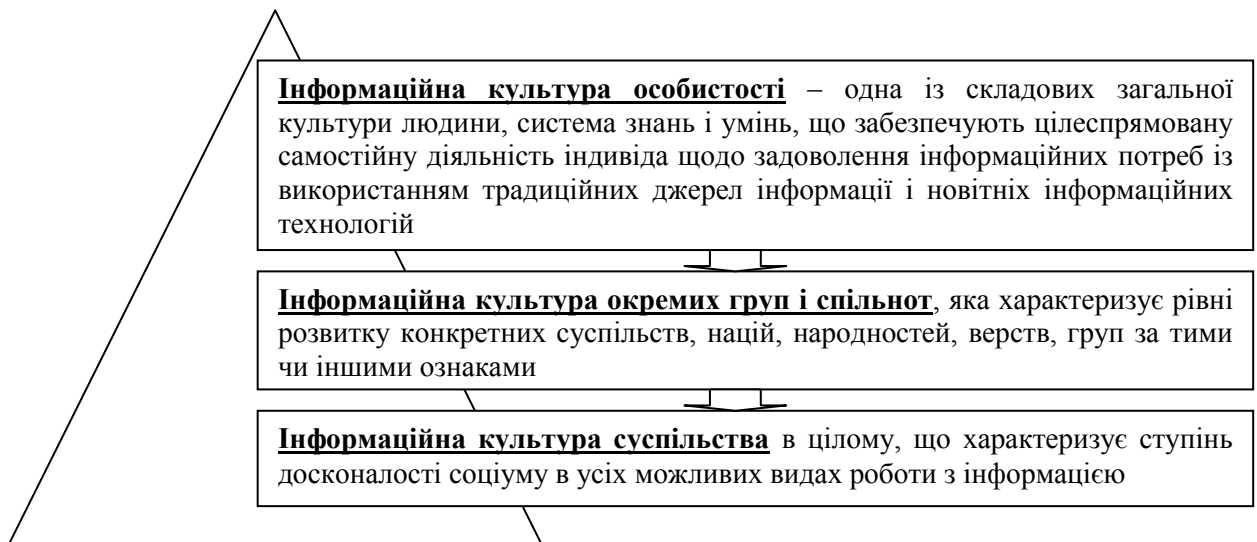 Інформаційна культура особистості – одна із складових загальної
культури людини, система знань і умінь, що забезпечують цілеспрямовану
самостійну діяльність індивіда щодо задоволення інформаційних потреб із
використанням традиційних джерел інформації і новітніх інформаційних
технологій
Інформаційна культура окремих груп і спільнот, яка характеризує рівні
розвитку конкретних суспільств, націй, народностей, верств, груп за тими
чи іншими ознаками
Інформаційна культура суспільства в цілому, що характеризує ступінь
досконалості соціуму в усіх можливих видах роботи з інформацією